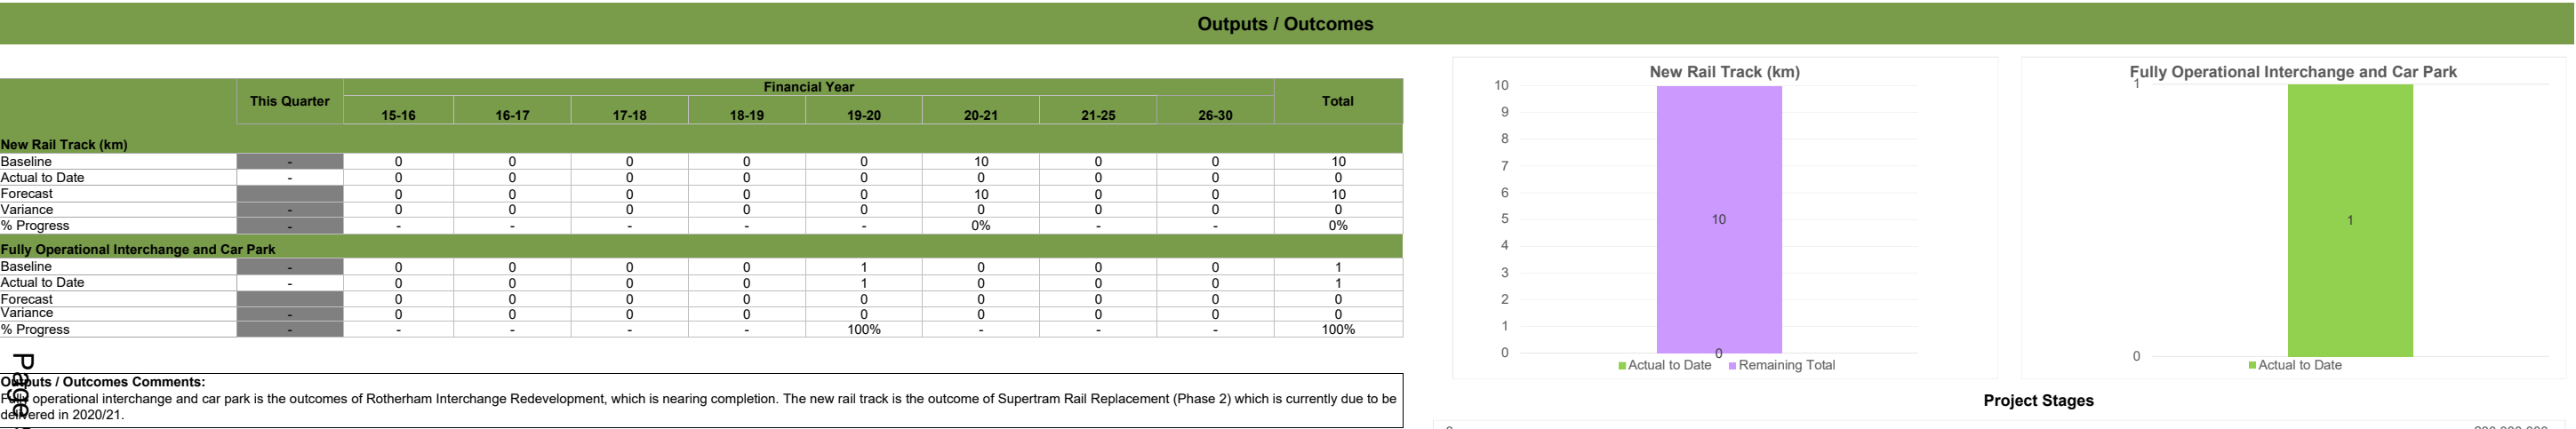 Outputs / Outcomes
This Quarter Financial Year Total
15-16 16-17 17-18 18-19 19-20 20-21 21-25 26-30
New Rail Track (km)
Baseline - 0 0 0 0 0 10 0 0 10
Actual to Date - 0 0 0 0 0 0 0 0 0
Forecast 0 0 0 0 0 10 0 0 10
Variance - 0 0 0 0 0 0 0 0 0
% Progress - - - - - - 0% - - 0%
Fully Operational Interchange and Car Park
Baseline - 0 0 0 0 1 0 0 0 1
Actual to Date - 0 0 0 0 1 0 0 0 1
Forecast 0 0 0 0 0 0 0 0 0
Variance - 0 0 0 0 0 0 0 0 0
% Progress - - - - - 100% - - - 100%
Page
Outputs / Outcomes Comments:
Fully operational interchange and car park is the outcomes of Rotherham Interchange Redevelopment, which is nearing completion. The new rail track is the outcome of Supertram Rail Replacement (Phase 2) which is currently due to be
delivered in 2020/21.
New Rail Track (km)
10
9
8
7
6
5
4
3
2
1
0
10
0
Actual to Date Remaining Total
Fully Operational Interchange and Car Park
1
0
1
Actual to Date
Project Stages